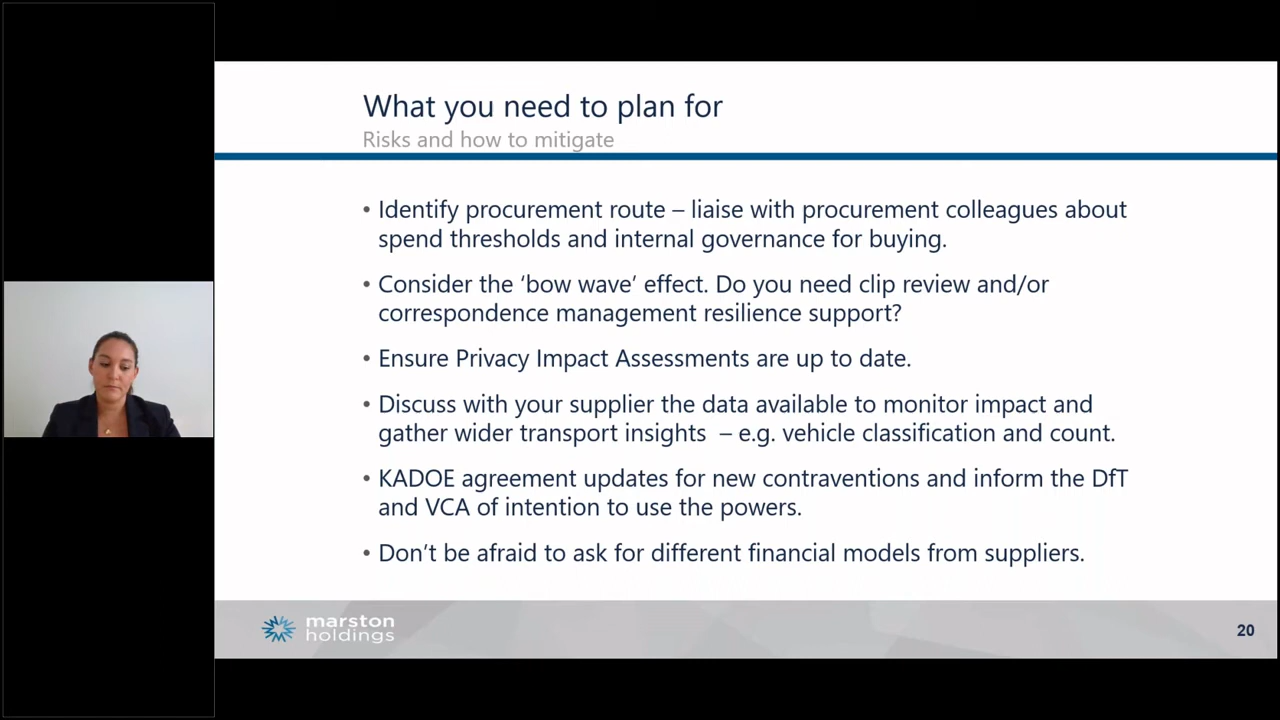 What you need to plan for
Risks and how to mitigate
• Identify procurement route – liaise with procurement colleagues about
spend thresholds and internal governance for buying.
• Consider the ‘bow wave’ effect. Do you need clip review and/or
correspondence management resilience support?
• Ensure Privacy Impact Assessments are up to date.
• Discuss with your supplier the data available to monitor impact and
gather wider transport insights  – e.g. vehicle classification and count.
• KADOE agreement updates for new contraventions and inform the DfT
and VCA of intention to use the powers.
• Don’t be afraid to ask for different financial models from suppliers.
marston
holdings
20